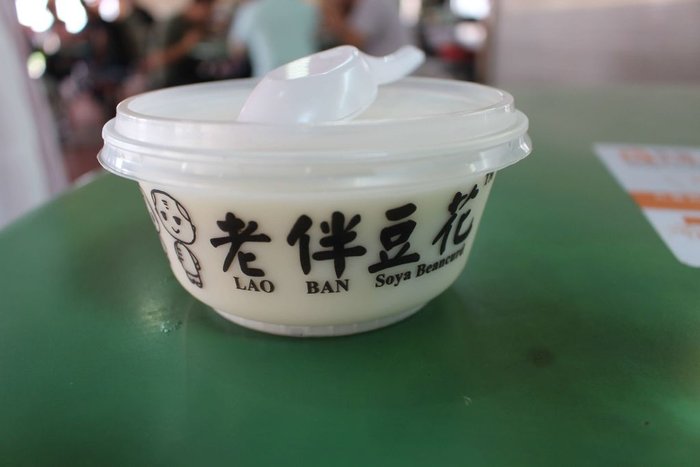 老伴豆花
LAO BAN Soya Beancurd